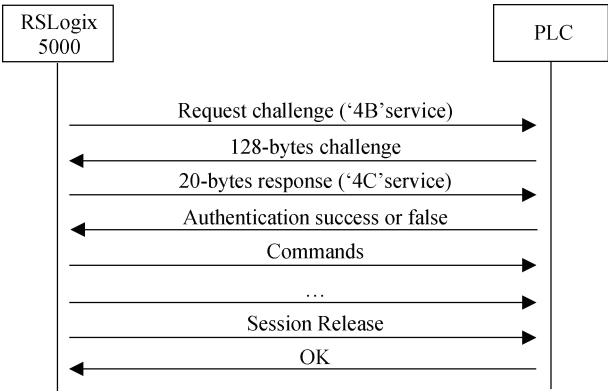 RSLogix
5000
PLC
Request challenge (‘4B’service)
128-bytes challenge
20-bytes response (‘4C’service)
Authentication success or false
Commands
…
Session Release
OK